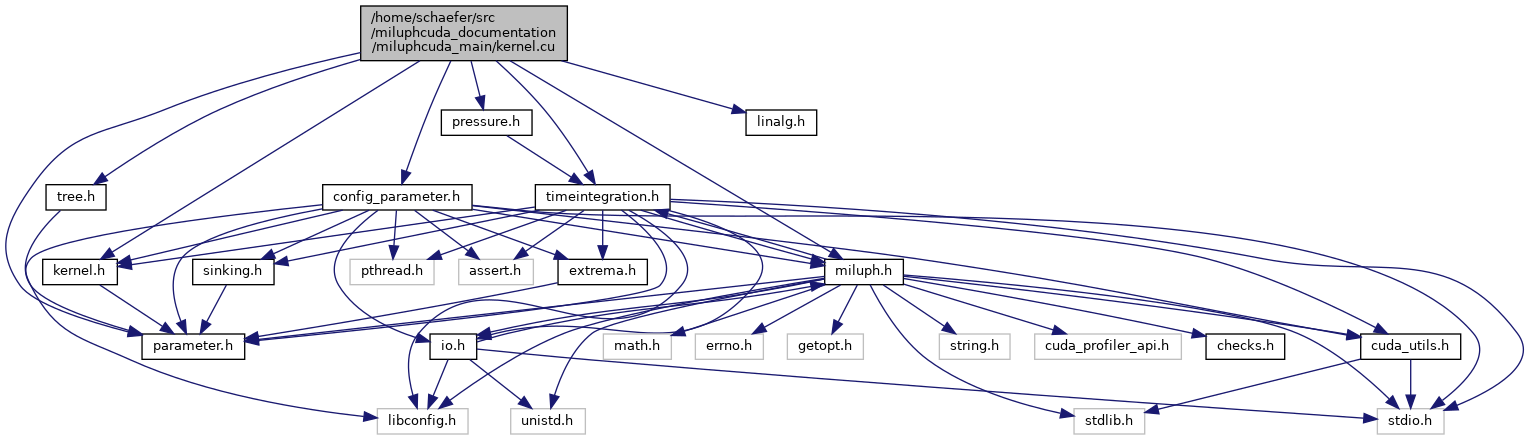 /home/schaefer/src
/miluphcuda_documentation
/miluphcuda_main/kernel.cu
pressure.h
linalg.h
tree.h
config_parameter.h
timeintegration.h
kernel.h
sinking.h
pthread.h
assert.h
extrema.h
miluph.h
parameter.h
io.h
math.h
errno.h
getopt.h
string.h
cuda_profiler_api.h
checks.h
cuda_utils.h
libconfig.h
unistd.h
stdlib.h
stdio.h